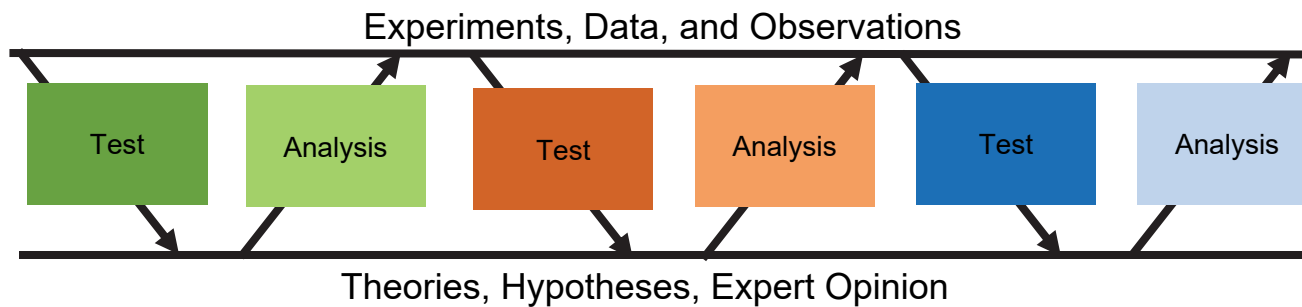 Experiments, Data, and Observations
Test
Analysis
Test
Analysis
Test
Analysis
Theories, Hypotheses, Expert Opinion